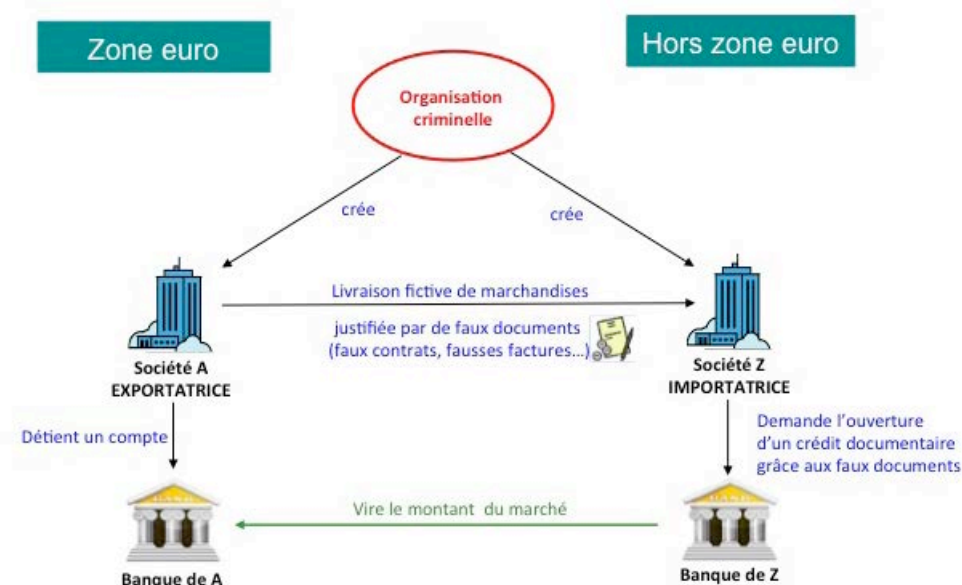 Zone euro
Hors zone euro
Organisation
criminelle
crée
crée
Livraison fictive de marchandises
justifiée par de faux documents
(faux contrats, fausses factures...)
Société A
EXPORTATRICE
Société Z
IMPORTATRICE
Détient un compte
Demande l'ouverture
d'un crédit documentaire
grâce aux faux documents
Vire le montant du marché
Banque de A
Banque de Z